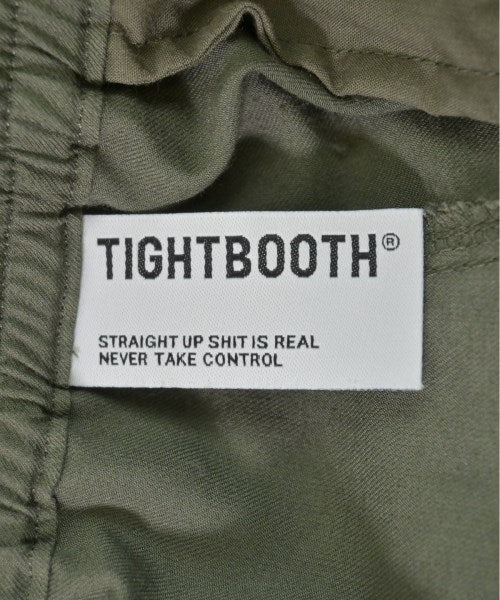 TIGHTBOOTH®
STRAIGHT UP SHIT IS REAL
NEVER TAKE CONTROL